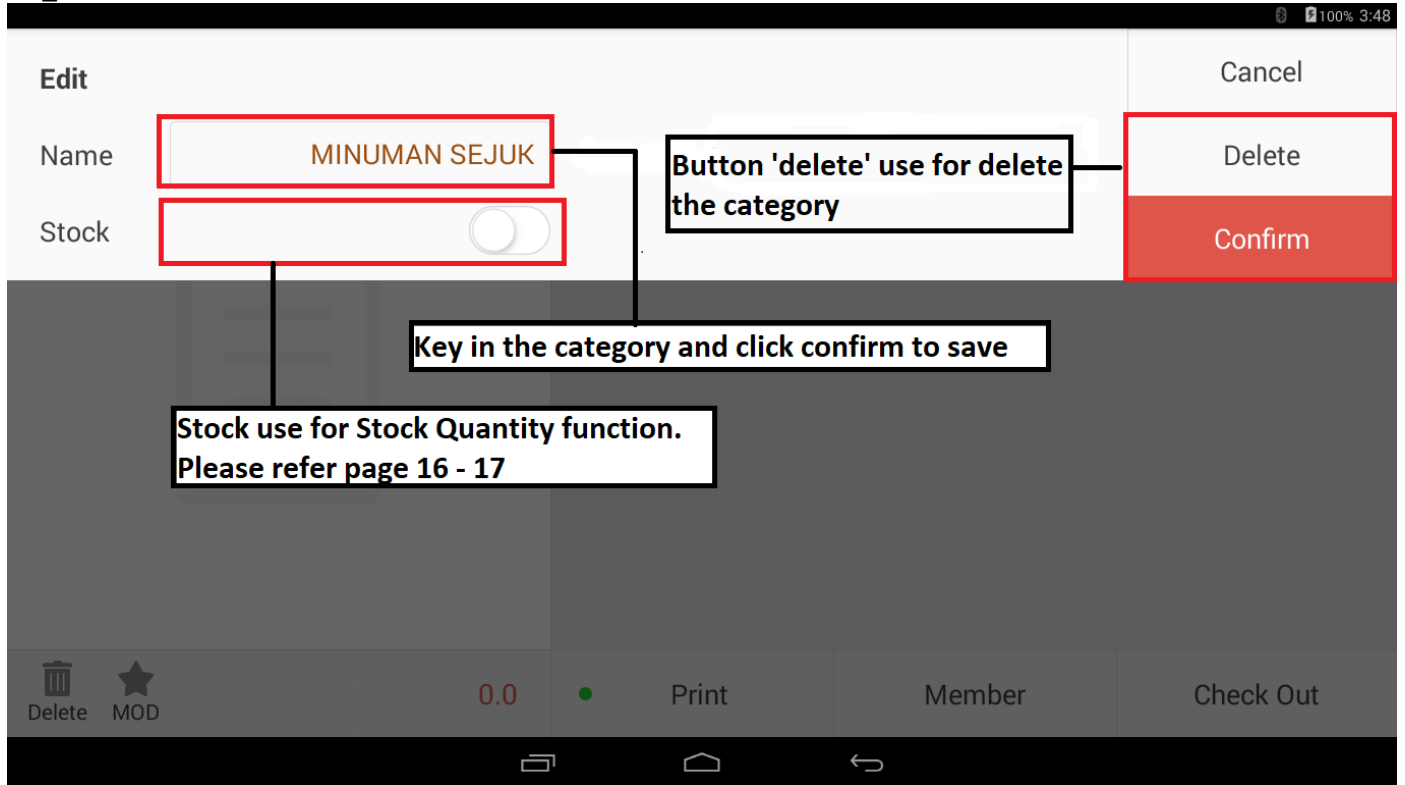 100% 3:48
Edit
Cancel
Name
MINUMAN SEJUK
Button 'delete' use for delete
the category
Delete
Stock
Confirm
Key in the category and click confirm to save
Stock use for Stock Quantity function.
Please refer page 16 - 17
Delete
MOD
0.0
Print
Member
Check Out